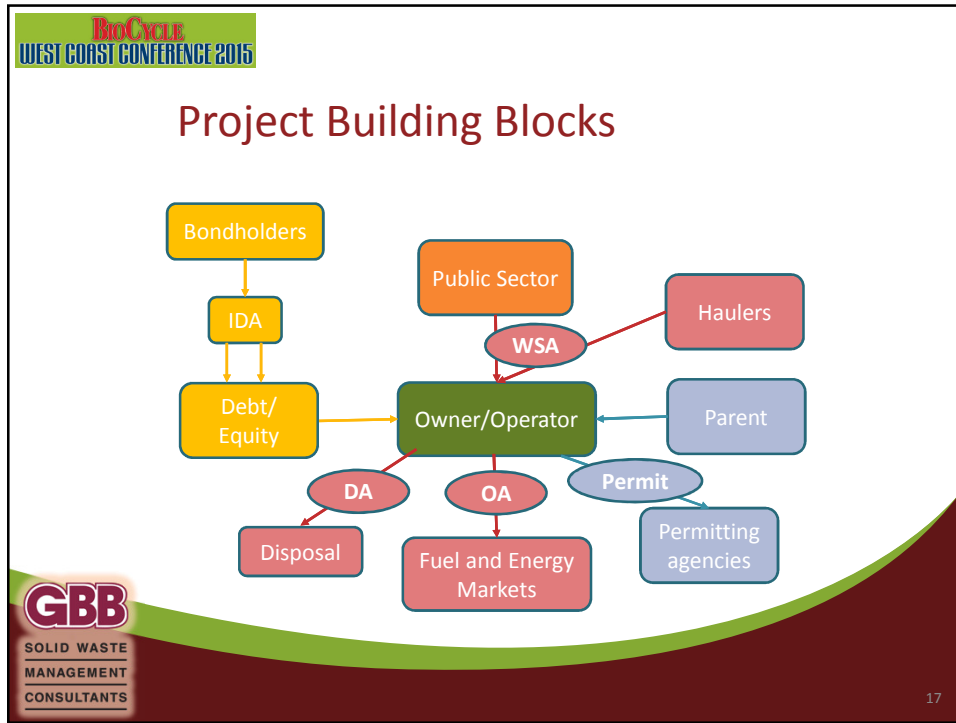 BIOCYCLE
WEST COAST CONFERENCE 2015
Project Building Blocks
Bondholders
Public Sector
Haulers
IDA
WSA
Debt/
Equity
Owner/Operator
Parent
DA
OA
Permit
Disposal
Fuel and Energy
Markets
Permitting
agencies
GBB
SOLID WASTE
MANAGEMENT
CONSULTANTS
17